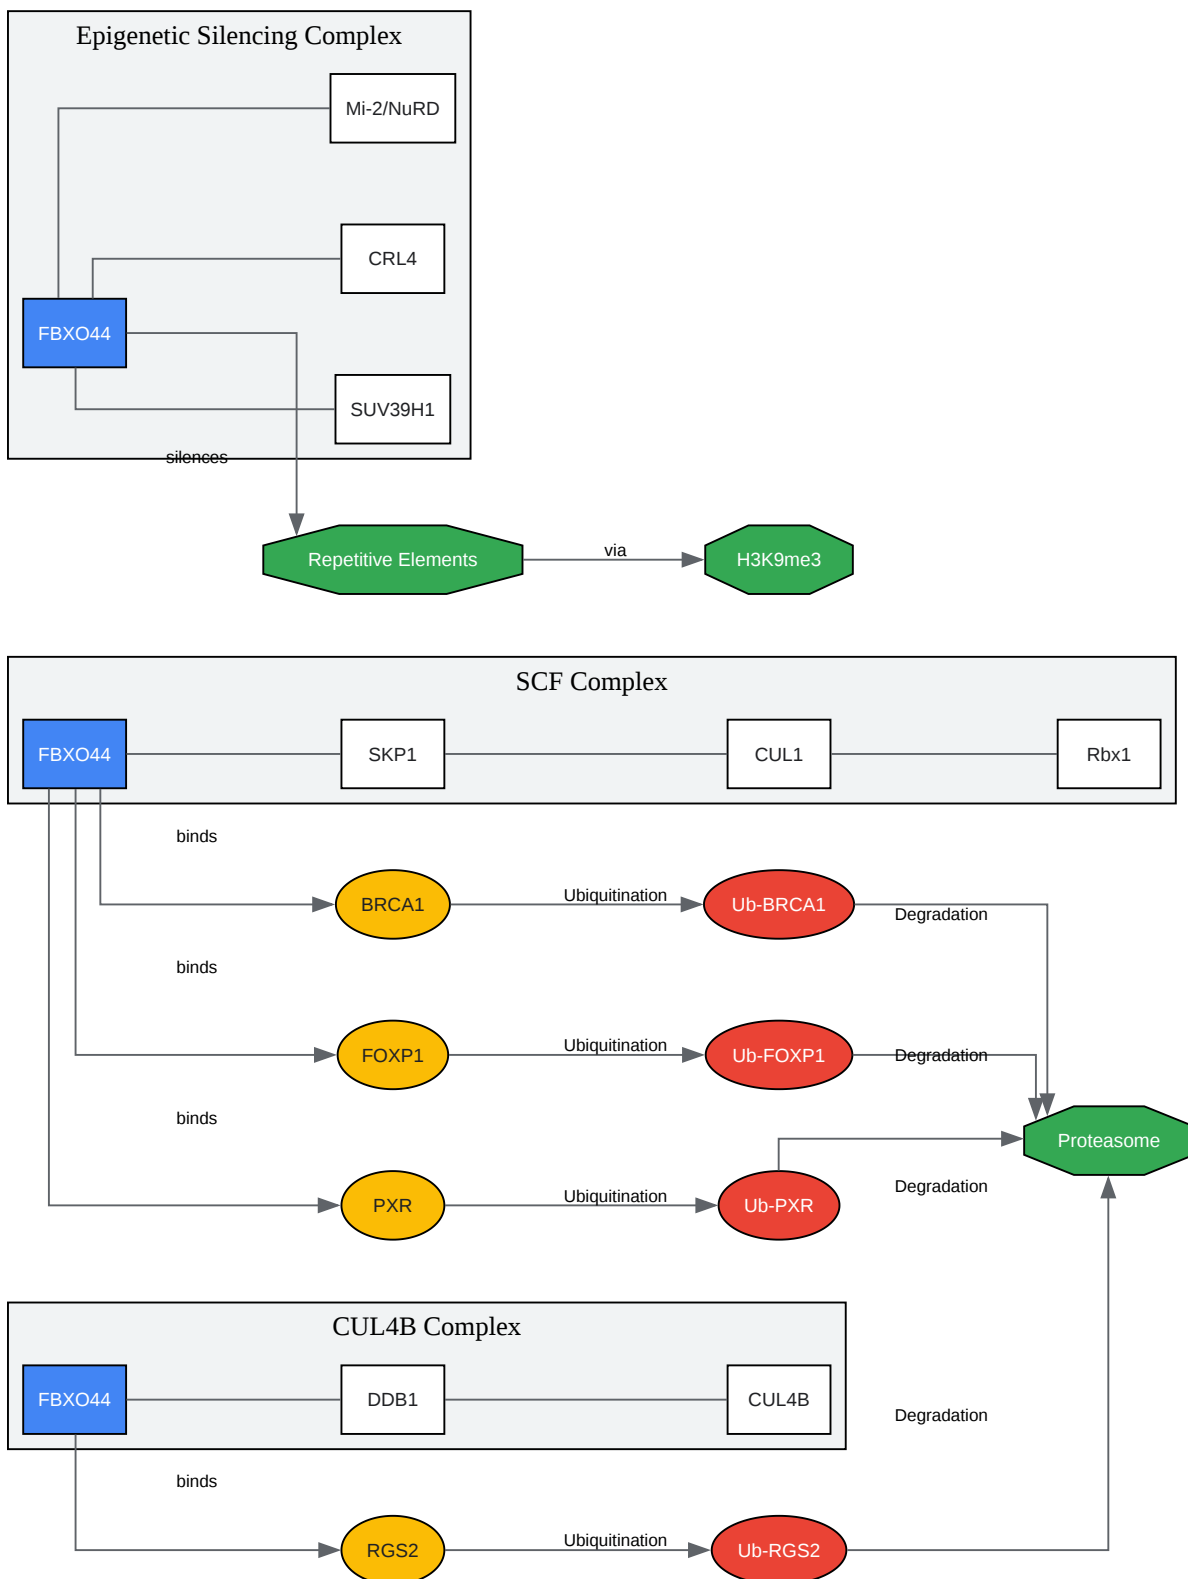 Epigenetic Silencing Complex
Mi-2/NuRD
CRL4
FBXO44
SUV39H1
silences
Repetitive Elements
via
H3K9me3
SCF Complex
FBXO44
SKP1
CUL1
Rbx1
binds
BRCA1
Ubiquitination
Ub-BRCA1
Degradation
binds
FOXP1
Ubiquitination
Ub-FOXP1
Degradation
binds
Proteasome
PXR
Ubiquitination
Ub-PXR
Degradation
CUL4B Complex
FBXO44
DDB1
CUL4B
Degradation
binds
RGS2
Ubiquitination
Ub-RGS2